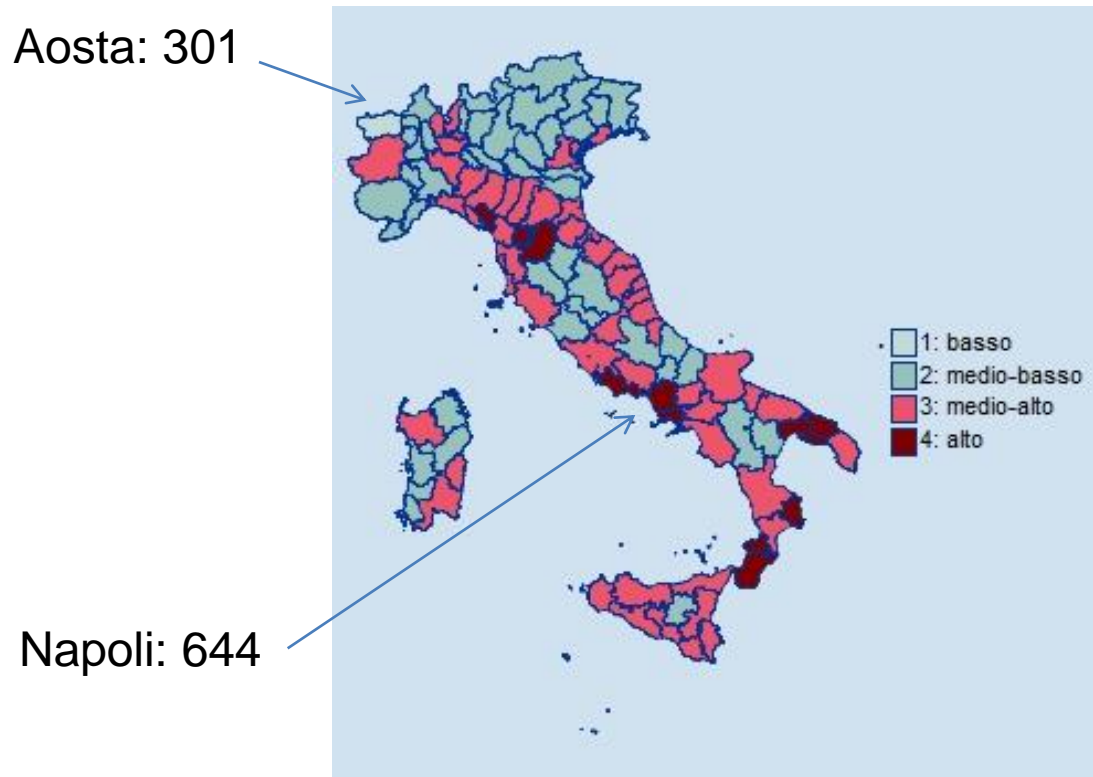 Aosta: 301
1: basso
2: medio-basso
3: medio-alto
4: alto
Napoli: 644